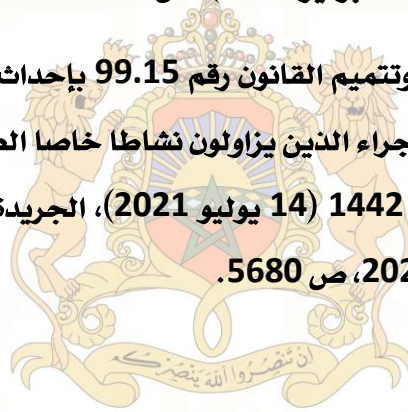 وتتميم القانون رقم 99.15 بإحداث
جراء الذين يزاولون نشاطا خاصا
1442 (14 يوليو 2021)، الجريدة
202، ص 5680.
ان تنصروا الله ينصركم